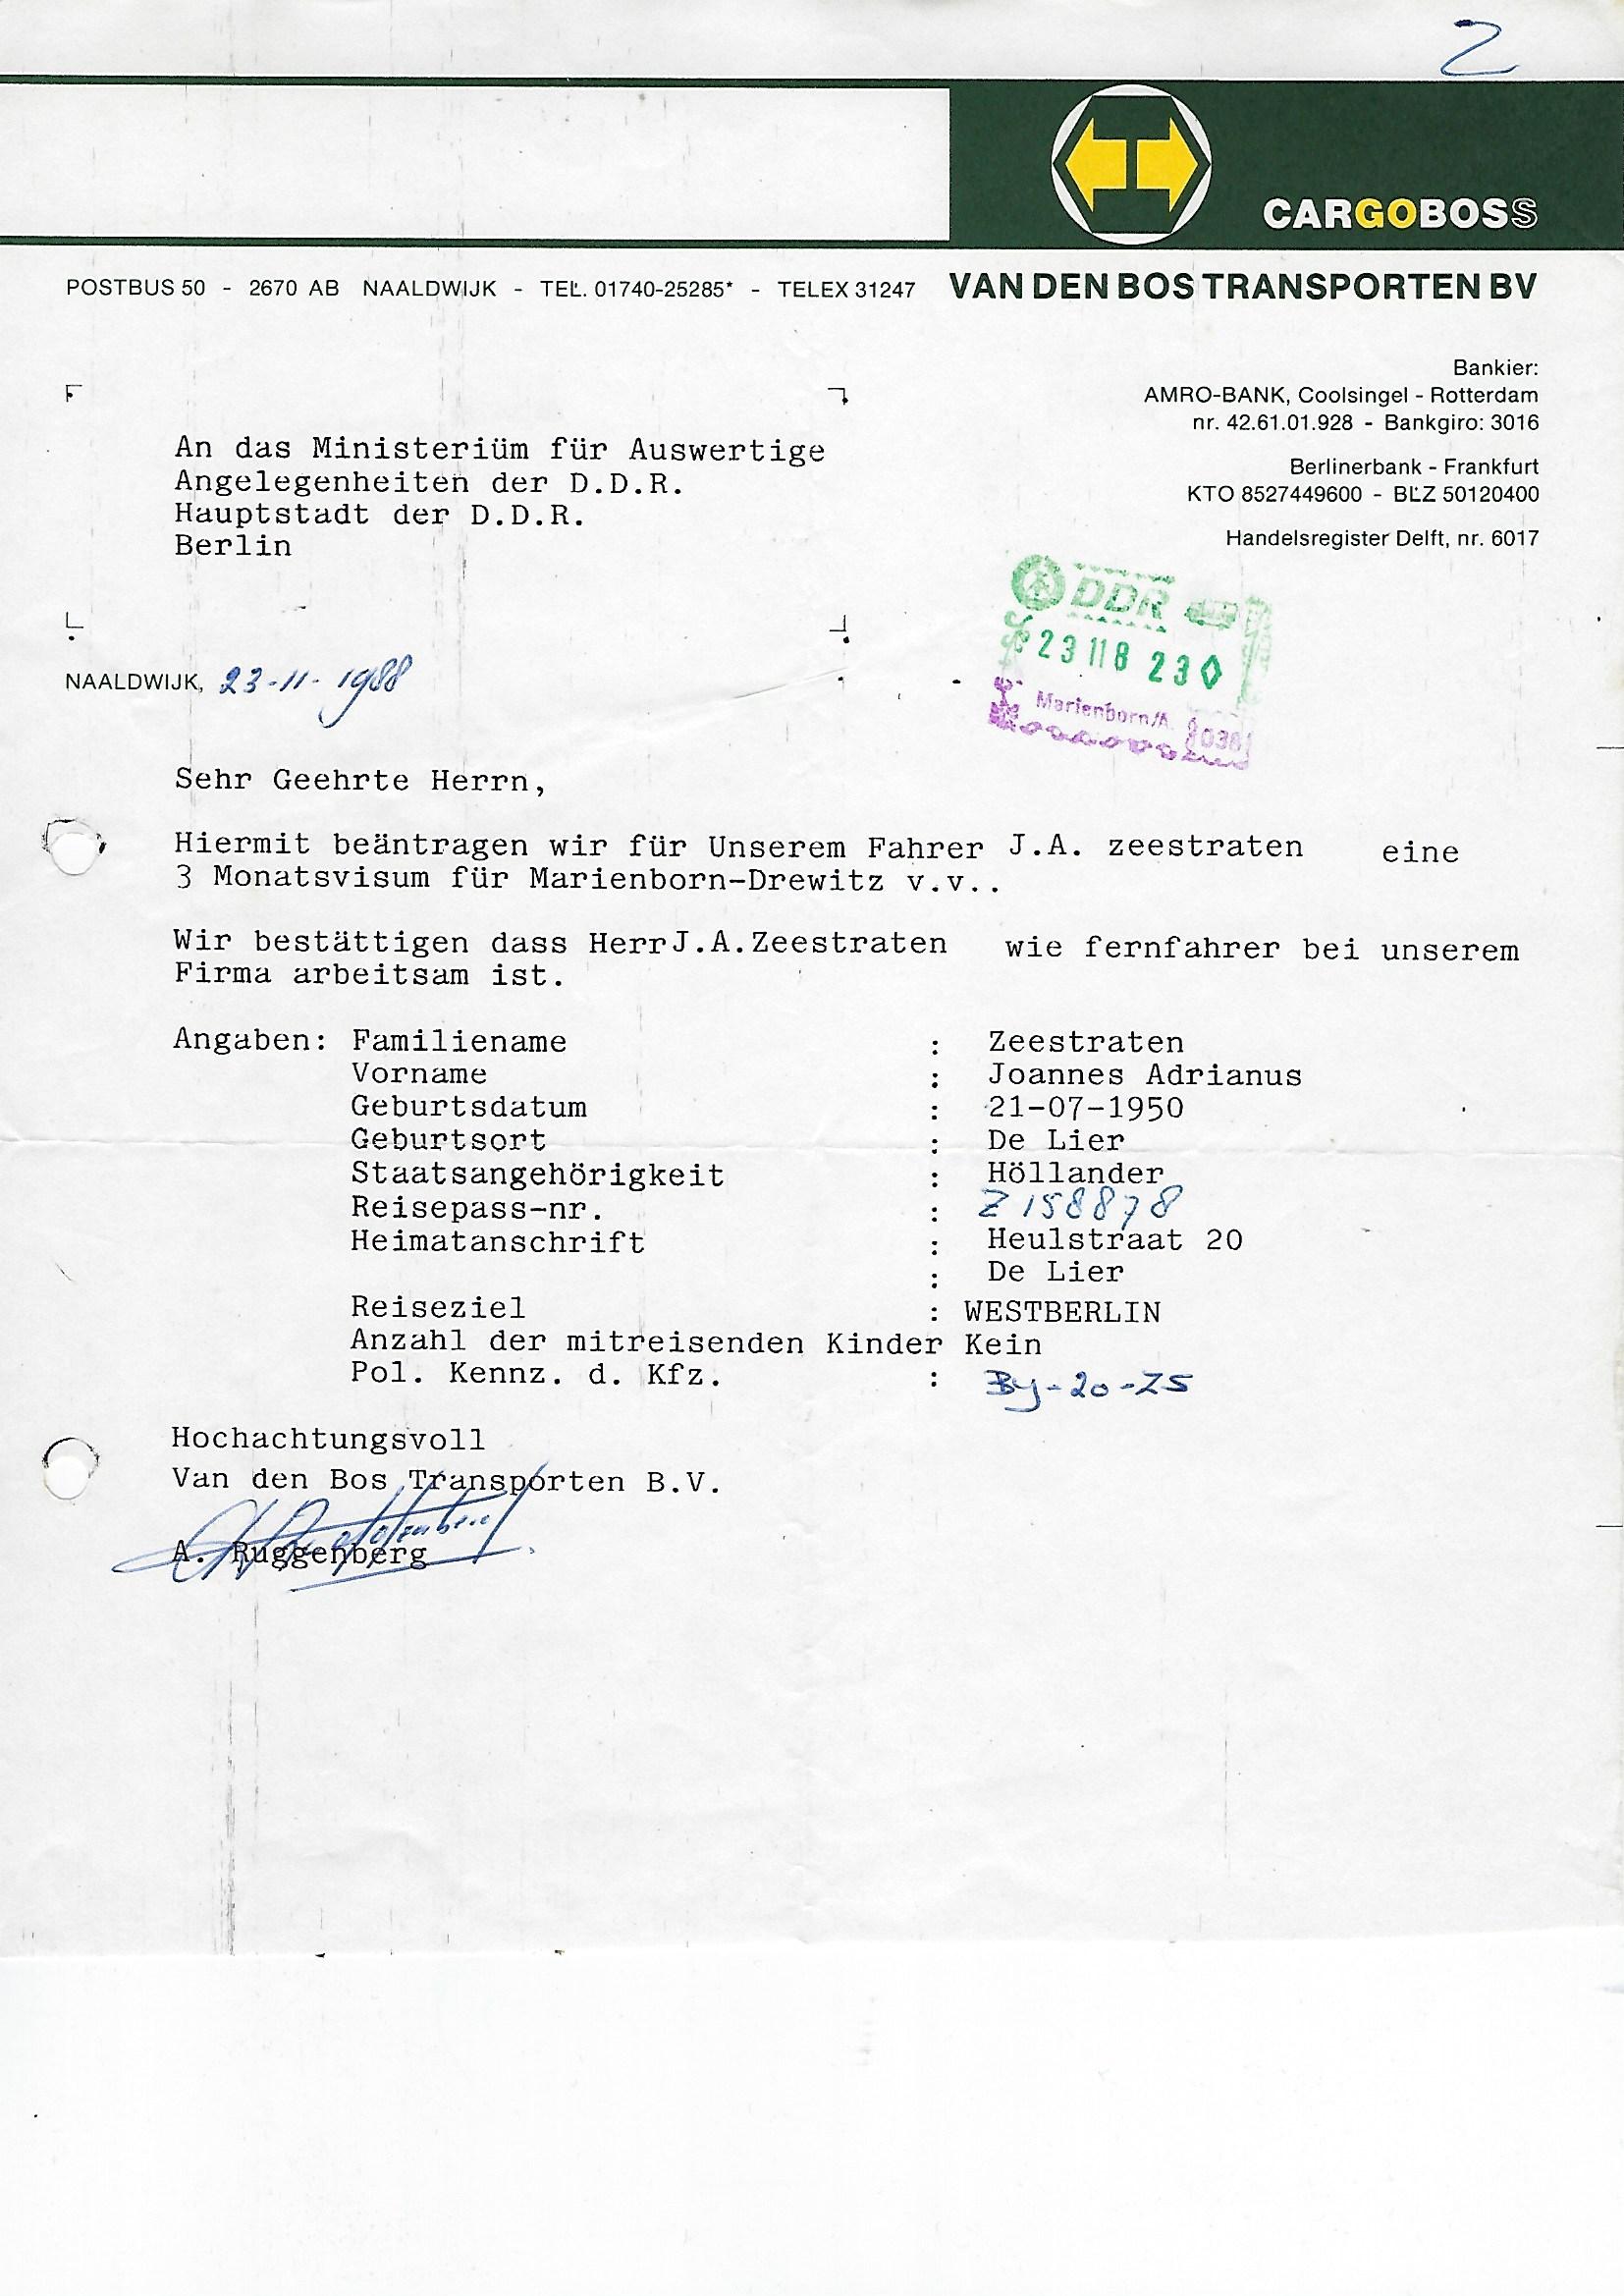 2
CARGOBOSS
POSTBUS 50 - 2670 AB NAALDWIJK - TEL. 01740-25285* - TELEX 31247 VAN DEN BOS TRANSPORTEN BV
Bankier:
AMRO-BANK, Coolsingel - Rotterdam
nr. 42.61.01.928 - Bankgiro: 3016
Berlinerbank - Frankfurt
KTO 8527449600 - BLZ 50120400
Handelsregister Delft, nr. 6017
An das Ministeriüm für Auswertige
Angelegenheiten der D.D.R.
Hauptstadt der D.D.R.
Berlin
DDR
23 11 8 23 0
Marienborn/A. 036
NAALDWIJK, 23-11-1988
Sehr Geehrte Herrn,
Hiermit beäntragen wir für Unserem Fahrer J.A. zeestraten eine
3 Monatsvisum für Marienborn-Drewitz v.v..
Wir bestättigen dass Herr J.A.Zeestraten wie fernfahrer bei unserem
Firma arbeitsam ist.
Angaben: Familiename : Zeestraten
Vorname : Joannes Adrianus
Geburtsdatum : 21-07-1950
Geburtsort : De Lier
Staatsangehörigkeit : Höllander
Reisepass-nr. : Z158878
Heimatanschrift : Heulstraat 20
: De Lier
Reiseziel : WESTBERLIN
Anzahl der mitreisenden Kinder Kein
Pol. Kennz. d. Kfz. : By-20-ZS
Hochachtungsvoll
Van den Bos Transporten B.V.
A. Ruggenberg